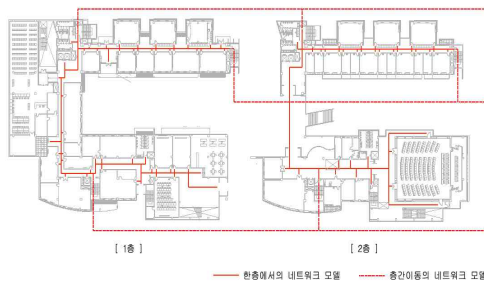 [ 1층 ]
[ 2층 ]
한층에서의 네트워크 모델
층간이동의 네트워크 모델